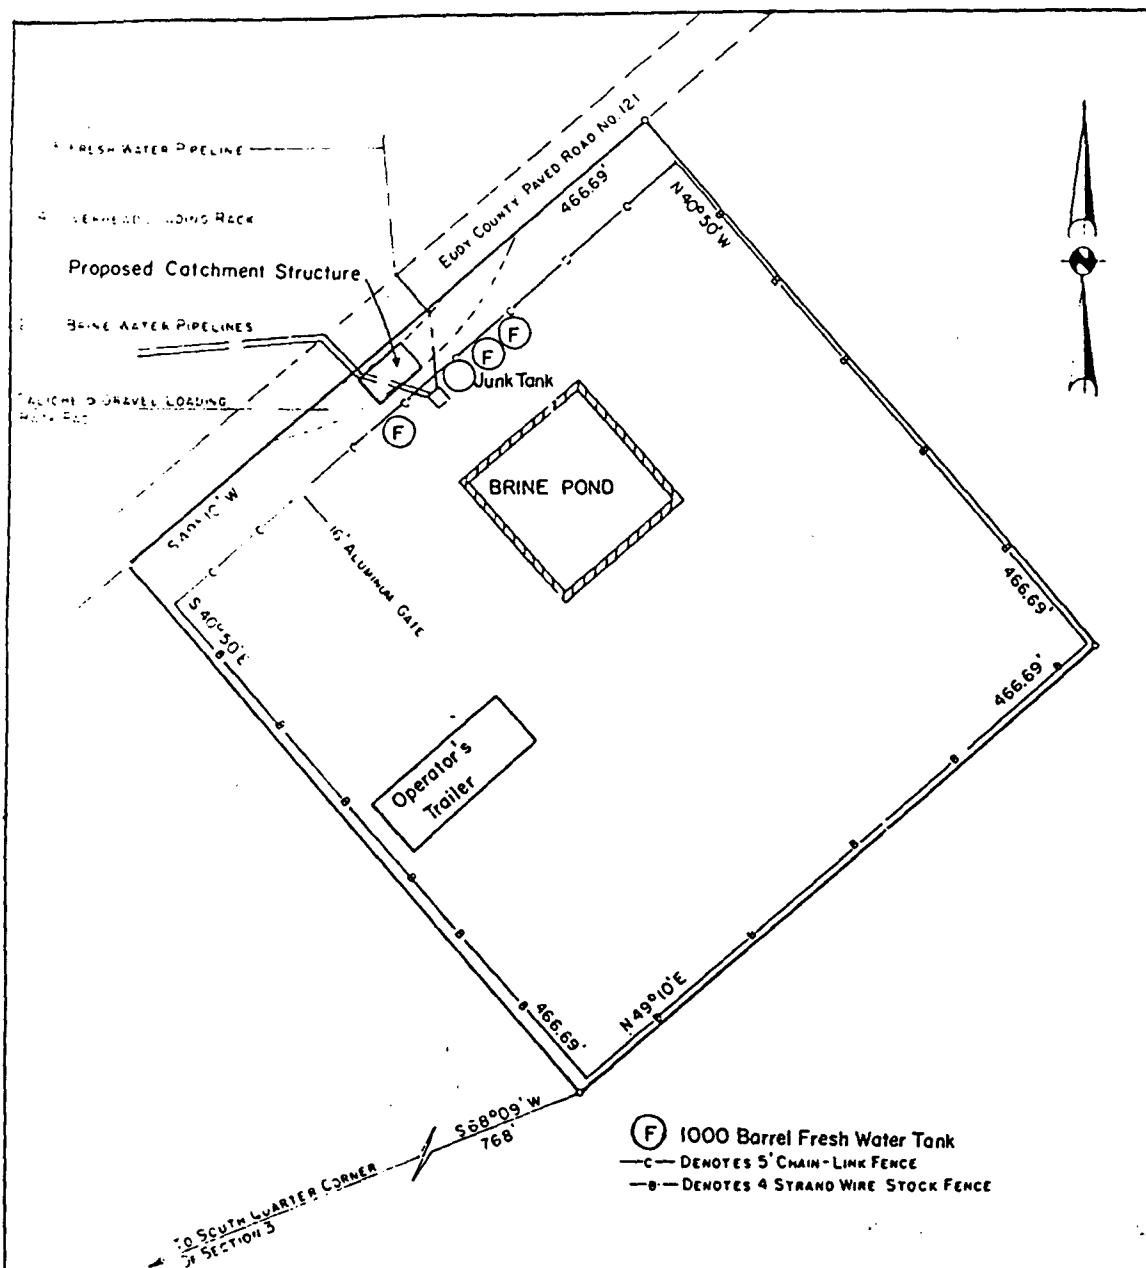 FRESH WATER PIPELINE
EDDY COUNTY PAVED ROAD NO. 121
466.69'
N 40° 50' W
RACK
Proposed Catchment Structure
BRINE WATER PIPELINES
GRAVEL LOADING
F
F
Junk Tank
F
BRINE POND
W
16' ALUMINUM GATE
S 40° 50' E
466.69'
466.69'
Operator's
Trailer
466.69'
N 49° 10' E
S 68° 09' W
768'
TO SOUTH QUARTER CORNER
OF SECTION 3
N
F 1000 Barrel Fresh Water Tank
—C— DENOTES 5' CHAIN-LINK FENCE
—B— DENOTES 4 STRAND WIRE STOCK FENCE